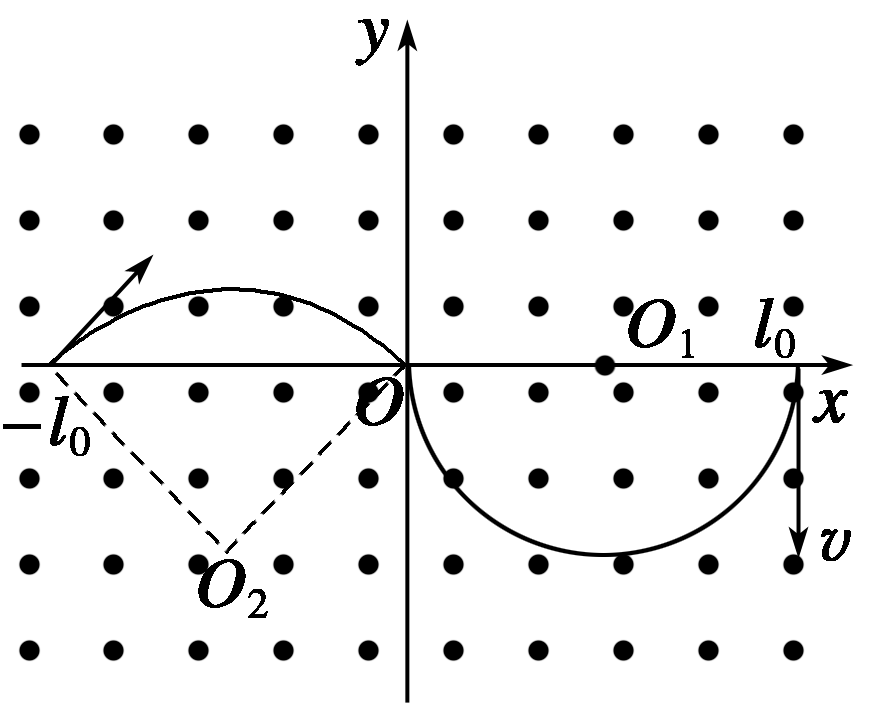 y
O₁
l₀
−l₀
O
x
O₂
v